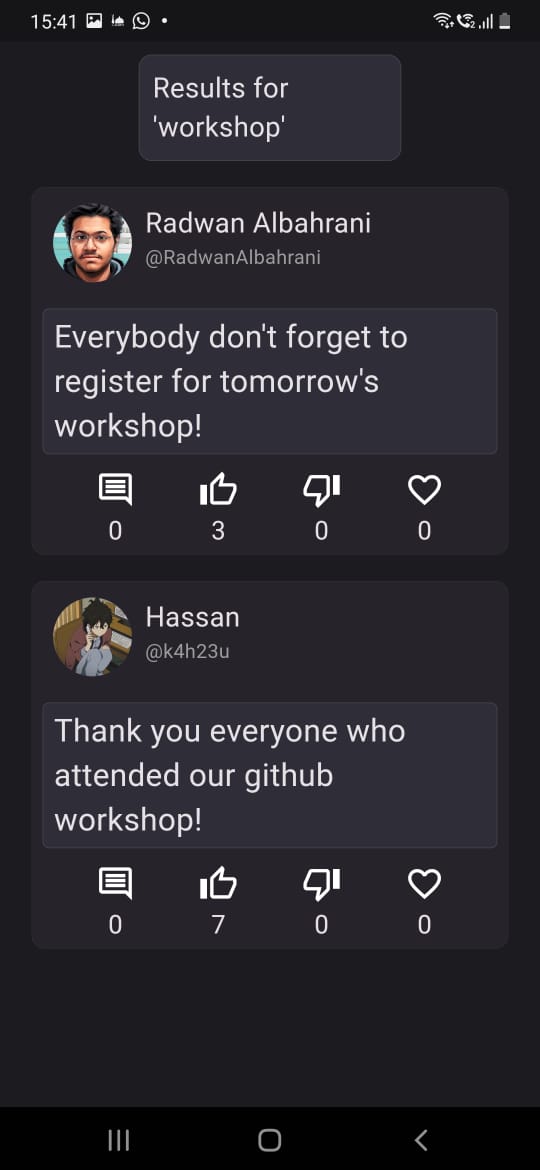 15:41
Results for
'workshop'
Radwan Albahrani
@RadwanAlbahrani
Everybody don't forget to
register for tomorrow's
workshop!
0 3 0 0
Hassan
@k4h23u
Thank you everyone who
attended our github
workshop!
0 7 0 0